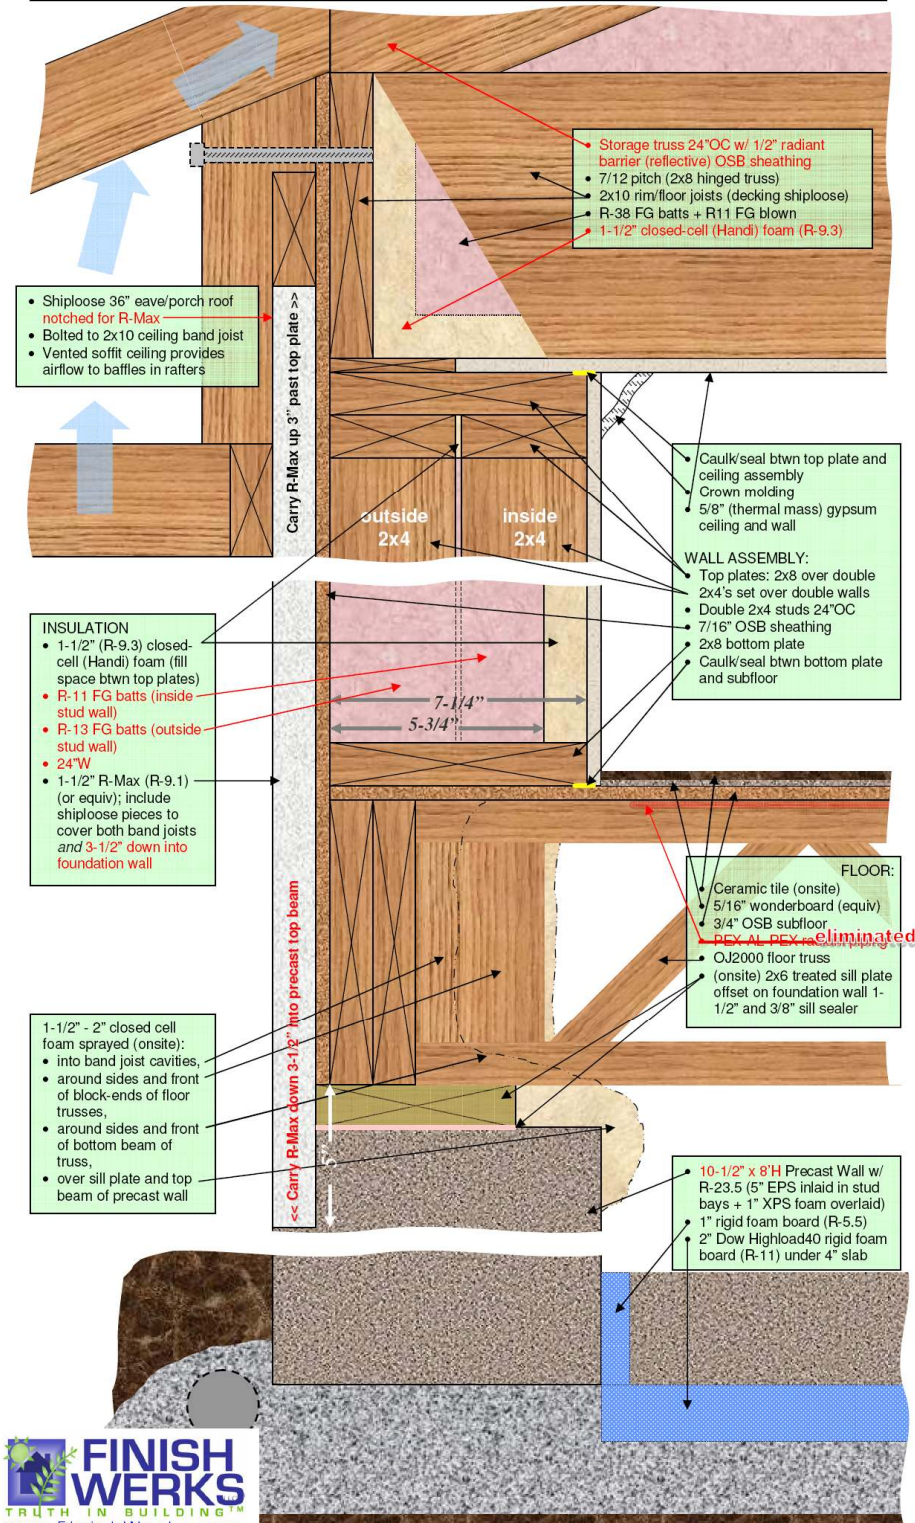 • Storage truss 24"OC w/ 1/2" radiant
barrier (reflective) OSB sheathing
• 7/12 pitch (2x8 hinged truss)
• 2x10 rim/floor joists (decking shiploose)
• R-38 FG batts + R11 FG blown
• 1-1/2" closed-cell (Handi) foam (R-9.3)
• Shiploose 36" eave/porch roof
notched for R-Max
• Bolted to 2x10 ceiling band joist
• Vented soffit ceiling provides
airflow to baffles in rafters
Carry R-Max up 3" past top plate >>
outside
2x4
inside
2x4
• Caulk/seal btwn top plate and
ceiling assembly
• Crown molding
• 5/8" (thermal mass) gypsum
ceiling and wall
WALL ASSEMBLY:
• Top plates: 2x8 over double
2x4's set over double walls
• Double 2x4 studs 24"OC
• 7/16" OSB sheathing
• 2x8 bottom plate
• Caulk/seal btwn bottom plate
and subfloor
INSULATION
• 1-1/2" (R-9.3) closed-
cell (Handi) foam (fill
space btwn top plates)
• R-11 FG batts (inside
stud wall)
• R-13 FG batts (outside
stud wall)
• 24"W
• 1-1/2" R-Max (R-9.1)
(or equiv); include
shiploose pieces to
cover both band joists
and 3-1/2" down into
foundation wall
7-1/4"
5-3/4"
<< Carry R-Max down 3-1/2" into precast top beam
FLOOR:
• Ceramic tile (onsite)
• 5/16" wonderboard (equiv)
• 3/4" OSB subfloor
• PEX-AL-PEX
eliminated
• OJ2000 floor truss
• (onsite) 2x6 treated sill plate
offset on foundation wall 1-
1/2" and 3/8" sill sealer
1-1/2" - 2" closed cell
foam sprayed (onsite):
• into band joist cavities,
• around sides and front
of block-ends of floor
trusses,
• around sides and front
of bottom beam of
truss,
• over sill plate and top
beam of precast wall
• 10-1/2" x 8'H Precast Wall w/
R-23.5 (5" EPS inlaid in stud
bays + 1" XPS foam overlaid)
• 1" rigid foam board (R-5.5)
• 2" Dow Highload40 rigid foam
board (R-11) under 4" slab
FINISH
WERKS
TRUTH IN BUILDING™